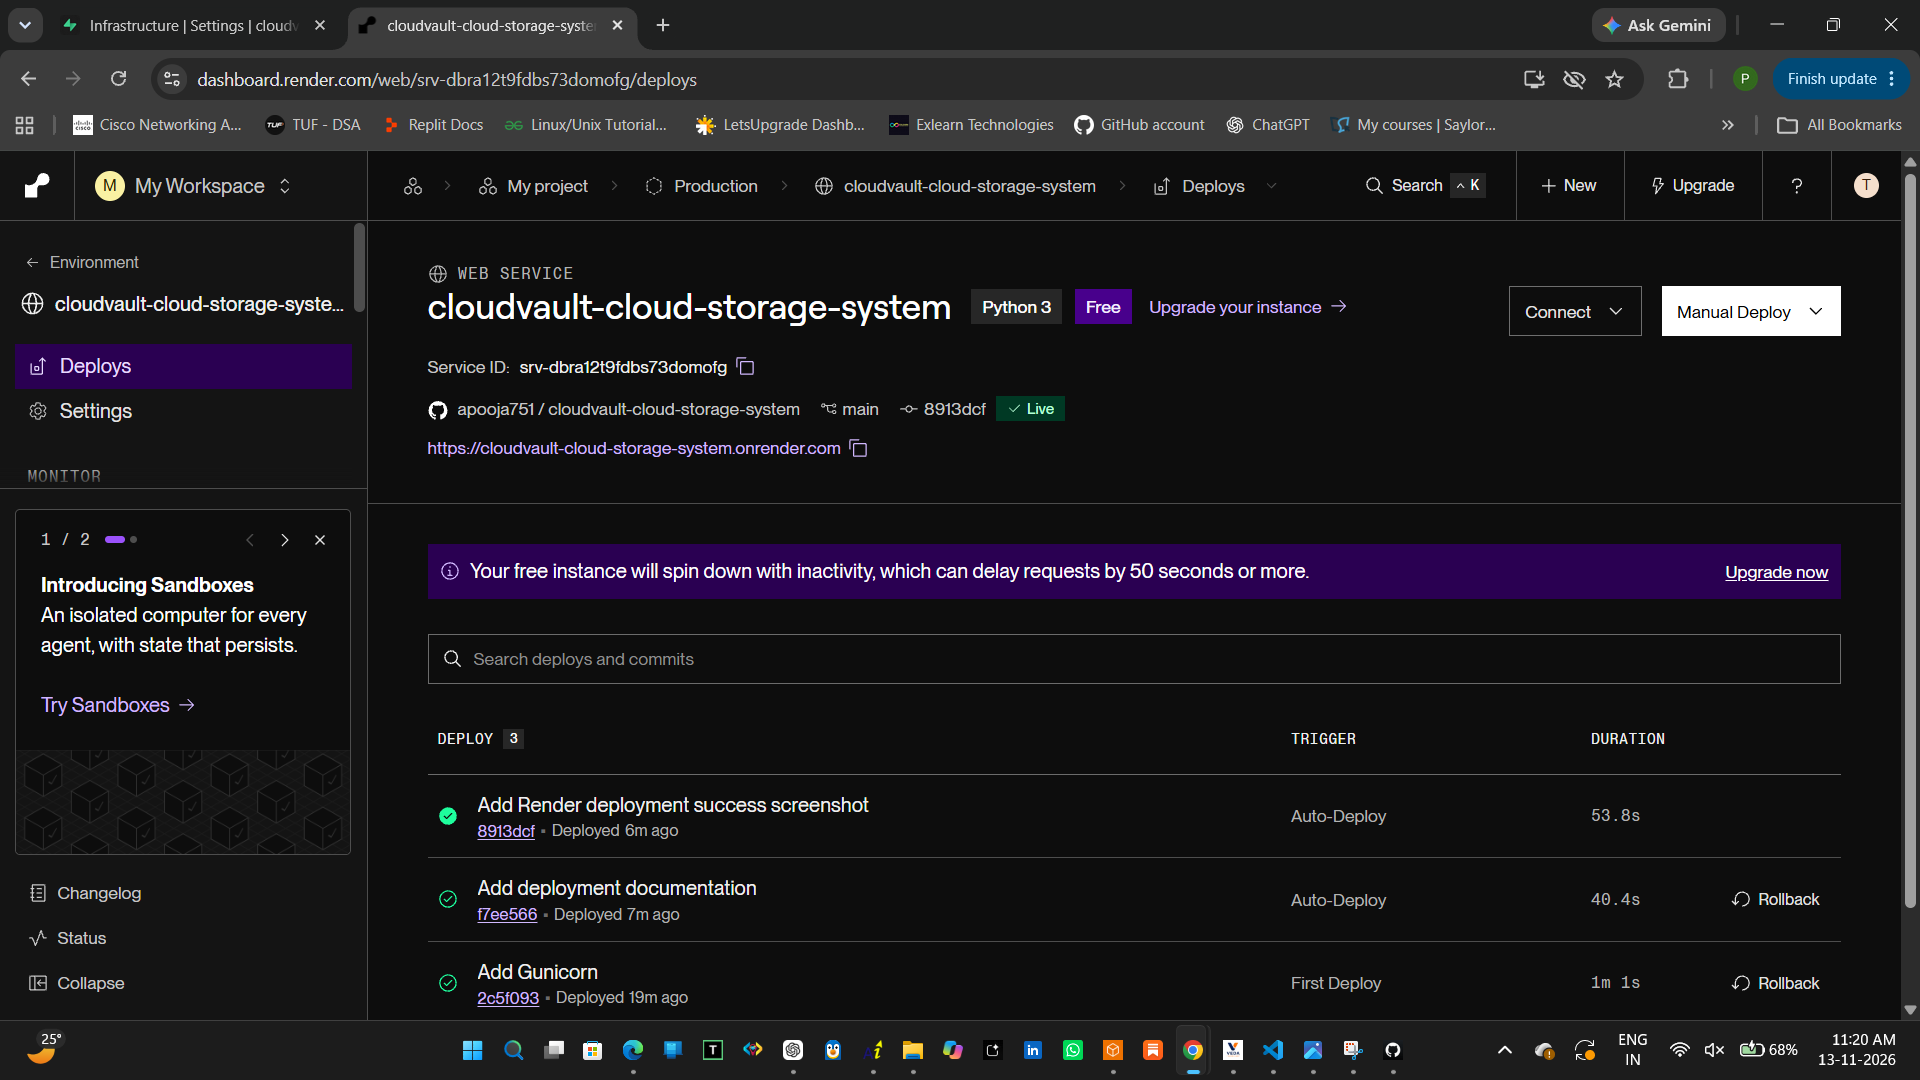 Infrastructure | Settings | cloudv
cloudvault-cloud-storage-syste
Ask Gemini
dashboard.render.com/web/srv-dbra12t9fdbs73domofg/deploys
P
Finish update
Cisco Networking A...
TUF - DSA
Replit Docs
Linux/Unix Tutorial...
LetsUpgrade Dashb...
Exlearn Technologies
GitHub account
ChatGPT
My courses | Saylor...
All Bookmarks
M My Workspace
My project
Production
cloudvault-cloud-storage-system
Deploys
Search ^ K
+ New
Upgrade
?
T
← Environment
cloudvault-cloud-storage-syste...
Deploys
Settings
MONITOR
1 / 2
Introducing Sandboxes
An isolated computer for every
agent, with state that persists.
Try Sandboxes →
Changelog
Status
Collapse
WEB SERVICE
cloudvault-cloud-storage-system Python 3 Free Upgrade your instance →
Connect
Manual Deploy
Service ID: srv-dbra12t9fdbs73domofg
apooja751 / cloudvault-cloud-storage-system main 8913dcf ✓ Live
https://cloudvault-cloud-storage-system.onrender.com
Your free instance will spin down with inactivity, which can delay requests by 50 seconds or more. Upgrade now
Search deploys and commits
DEPLOY 3 TRIGGER DURATION
Add Render deployment success screenshot
8913dcf • Deployed 6m ago
Auto-Deploy 53.8s
Add deployment documentation
f7ee566 • Deployed 7m ago
Auto-Deploy 40.4s Rollback
Add Gunicorn
2c5f093 • Deployed 19m ago
First Deploy 1m 1s Rollback
25°
ENG
IN
68%
11:20 AM
13-11-2026